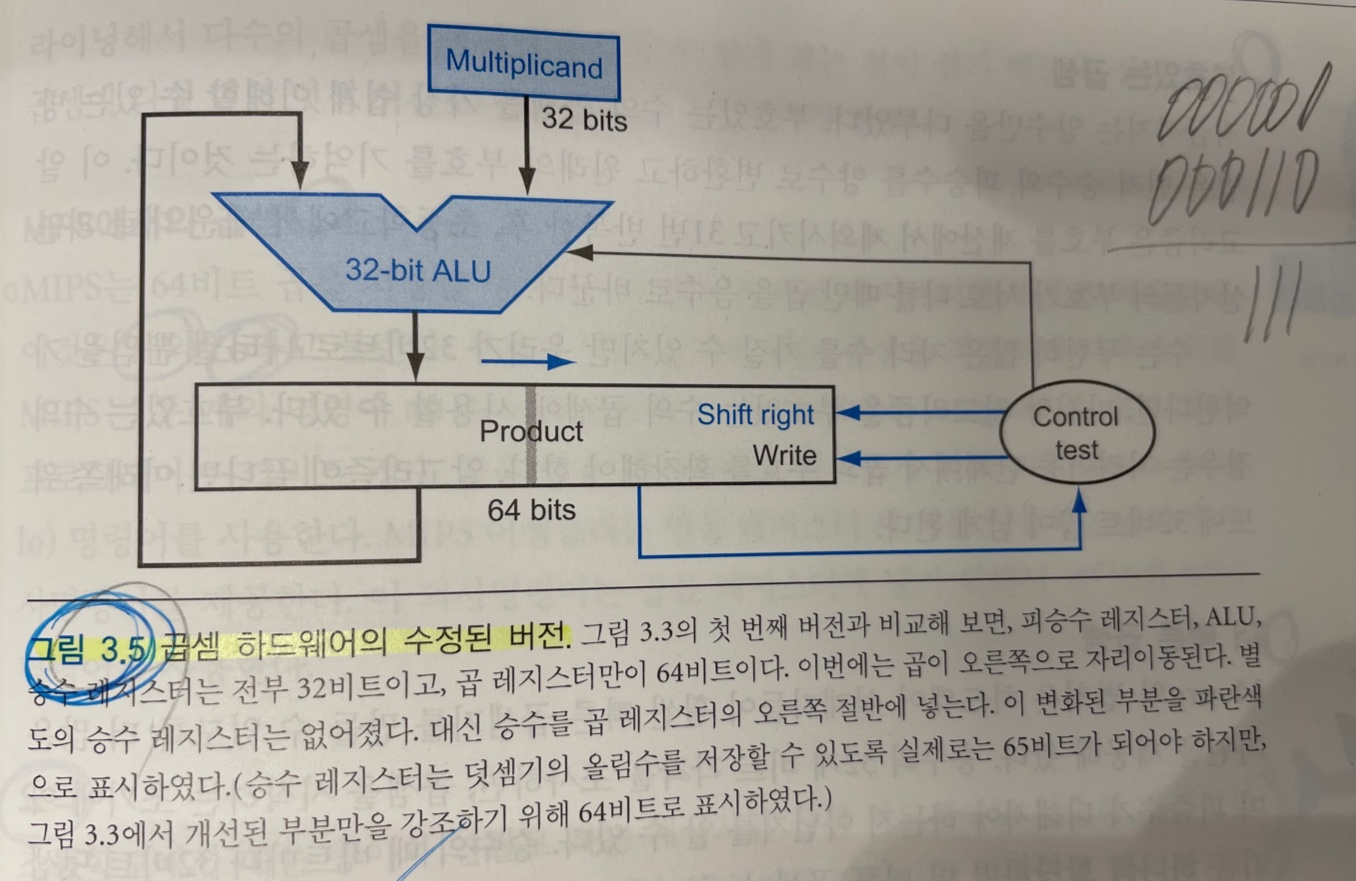 Multiplicand
32 bits
000001
000110
111
32-bit ALU
Product
Shift right
Write
Control
test
64 bits
그림 3.5 곱셈 하드웨어의 수정된 버전. 그림 3.3의 첫 번째 버전과 비교해 보면, 피승수 레지스터, ALU,
승수 레지스터는 전부 32비트이고, 곱 레지스터만이 64비트이다. 이번에는 곱이 오른쪽으로 자리이동된다. 별
도의 승수 레지스터는 없어졌다. 대신 승수를 곱 레지스터의 오른쪽 절반에 넣는다. 이 변화된 부분을 파란색
으로 표시하였다.(승수 레지스터는 덧셈기의 올림수를 저장할 수 있도록 실제로는 65비트가 되어야 하지만,
그림 3.3에서 개선된 부분만을 강조하기 위해 64비트로 표시하였다.)